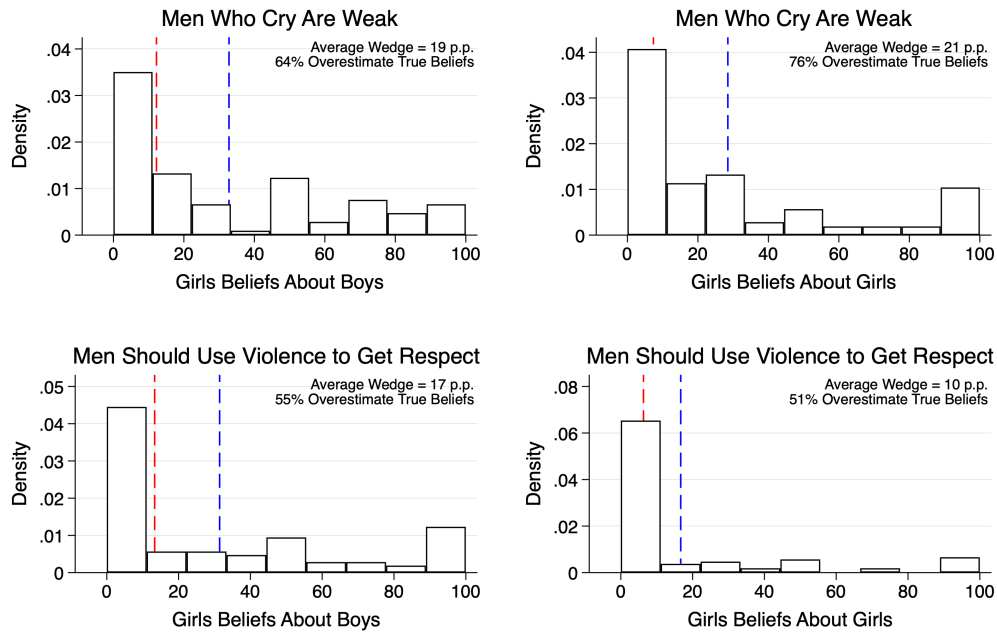 Men Who Cry Are Weak
Average Wedge = 19 p.p.
64% Overestimate True Beliefs
Density
.04
.03
.02
.01
0
0 20 40 60 80 100
Girls Beliefs About Boys
Men Who Cry Are Weak
Average Wedge = 21 p.p.
76% Overestimate True Beliefs
Density
.04
.03
.02
.01
0
0 20 40 60 80 100
Girls Beliefs About Girls
Men Should Use Violence to Get Respect
Average Wedge = 17 p.p.
55% Overestimate True Beliefs
Density
.05
.04
.03
.02
.01
0
0 20 40 60 80 100
Girls Beliefs About Boys
Men Should Use Violence to Get Respect
Average Wedge = 10 p.p.
51% Overestimate True Beliefs
Density
.08
.06
.04
.02
0
0 20 40 60 80 100
Girls Beliefs About Girls